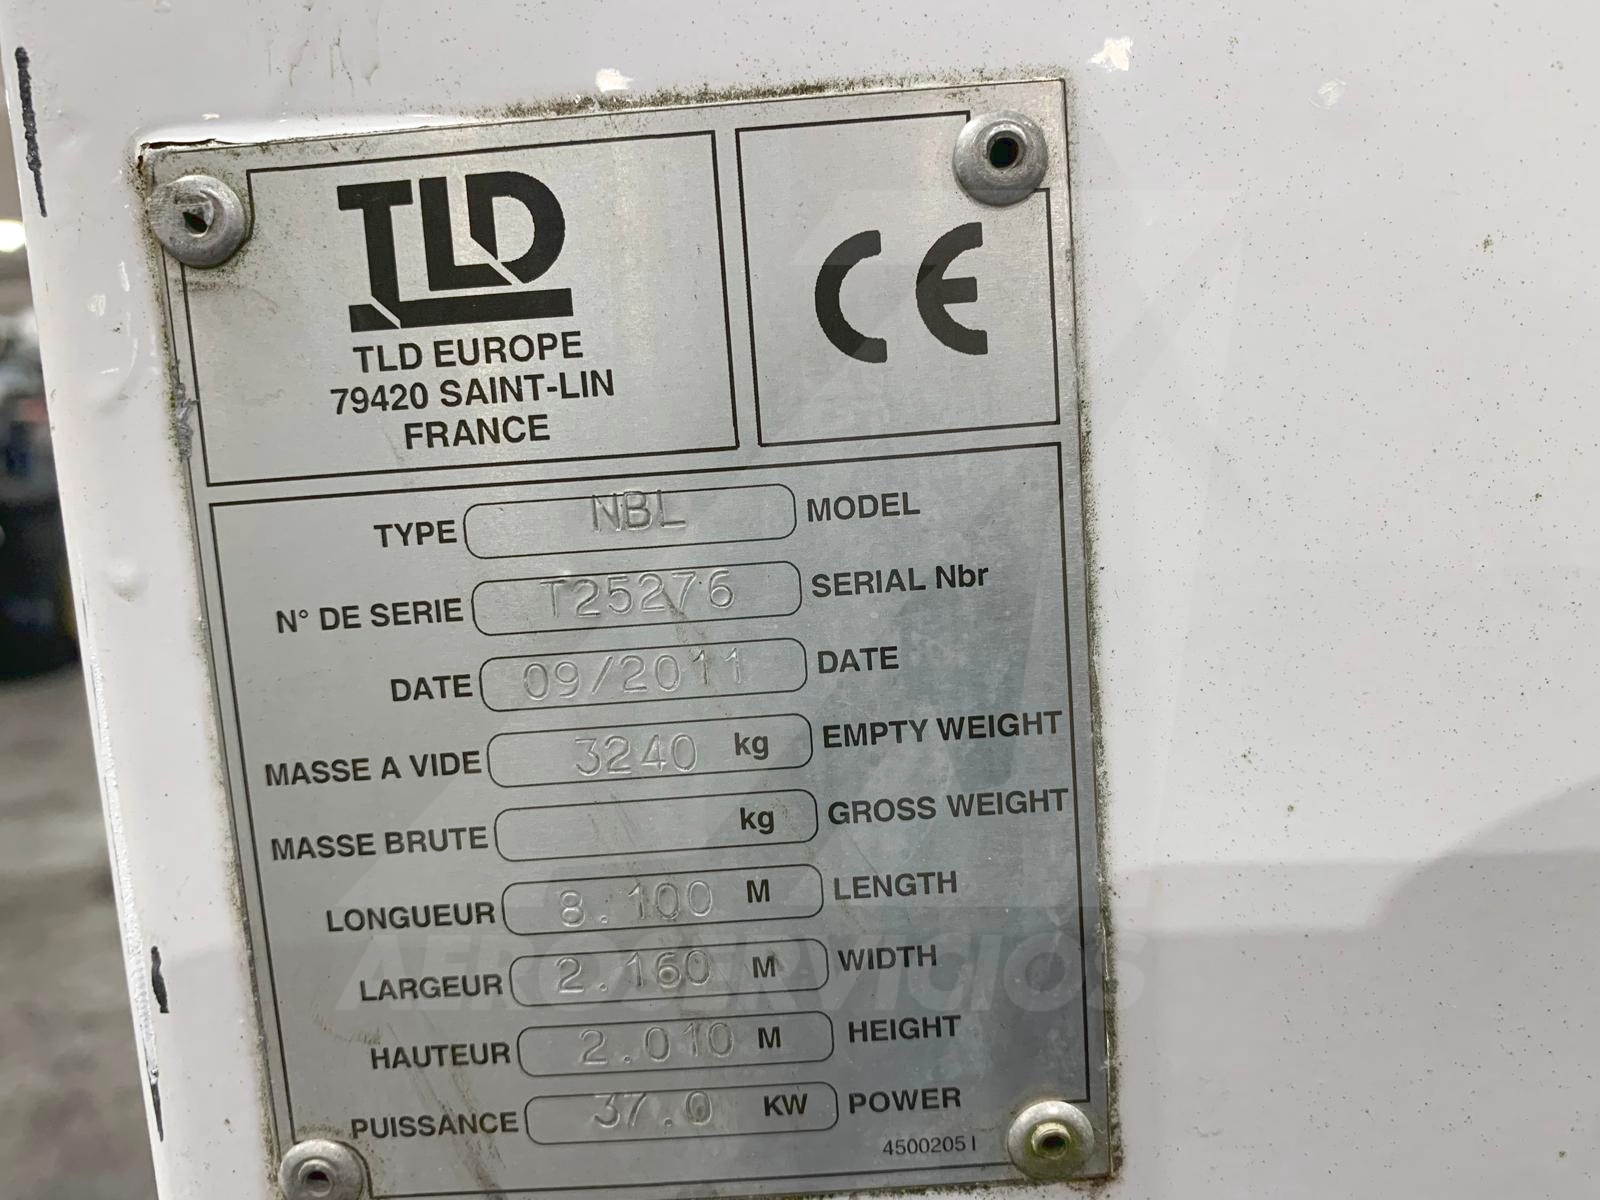 TLD
TLD EUROPE
79420 SAINT-LIN
FRANCE
CE
TYPE NBL MODEL
N° DE SERIE T25276 SERIAL Nbr
DATE 09/2011 DATE
MASSE A VIDE 3240 kg EMPTY WEIGHT
MASSE BRUTE kg GROSS WEIGHT
LONGUEUR 8.100 M LENGTH
LARGEUR 2.160 M WIDTH
HAUTEUR 2.010 M HEIGHT
PUISSANCE 37.0 KW POWER
4500205 I
AEROSERVICIOS